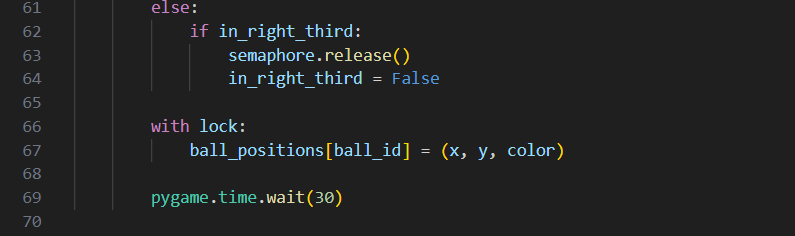 61 else:
62 if in_right_third:
63 semaphore.release()
64 in_right_third = False
65
66 with lock:
67 ball_positions[ball_id] = (x, y, color)
68
69 pygame.time.wait(30)
70